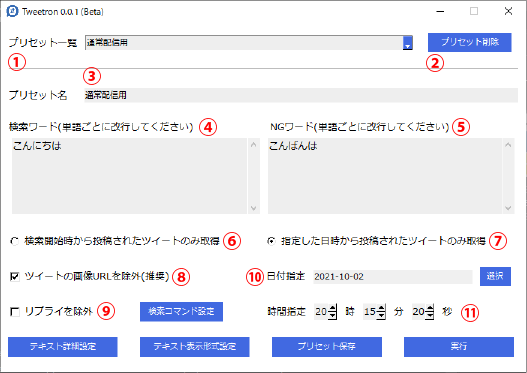 Tweetron 0.0.1 (Beta)
プリセット一覧 通常配信用 プリセット削除
① ②
③
プリセット名 通常配信用
検索ワード(単語ごとに改行してください) ④ NGワード(単語ごとに改行してください) ⑤
こんにちは こんばんは
検索開始時から投稿されたツイートのみ取得 ⑥ 指定した日時から投稿されたツイートのみ取得 ⑦
ツイートの画像URLを除外(推奨) ⑧ ⑩ 日付指定 2021-10-02 選択
リプライを除外 ⑨ 検索コマンド設定 時間指定 20 時 15 分 20 秒 ⑪
テキスト詳細設定 テキスト表示形式設定 プリセット保存 実行